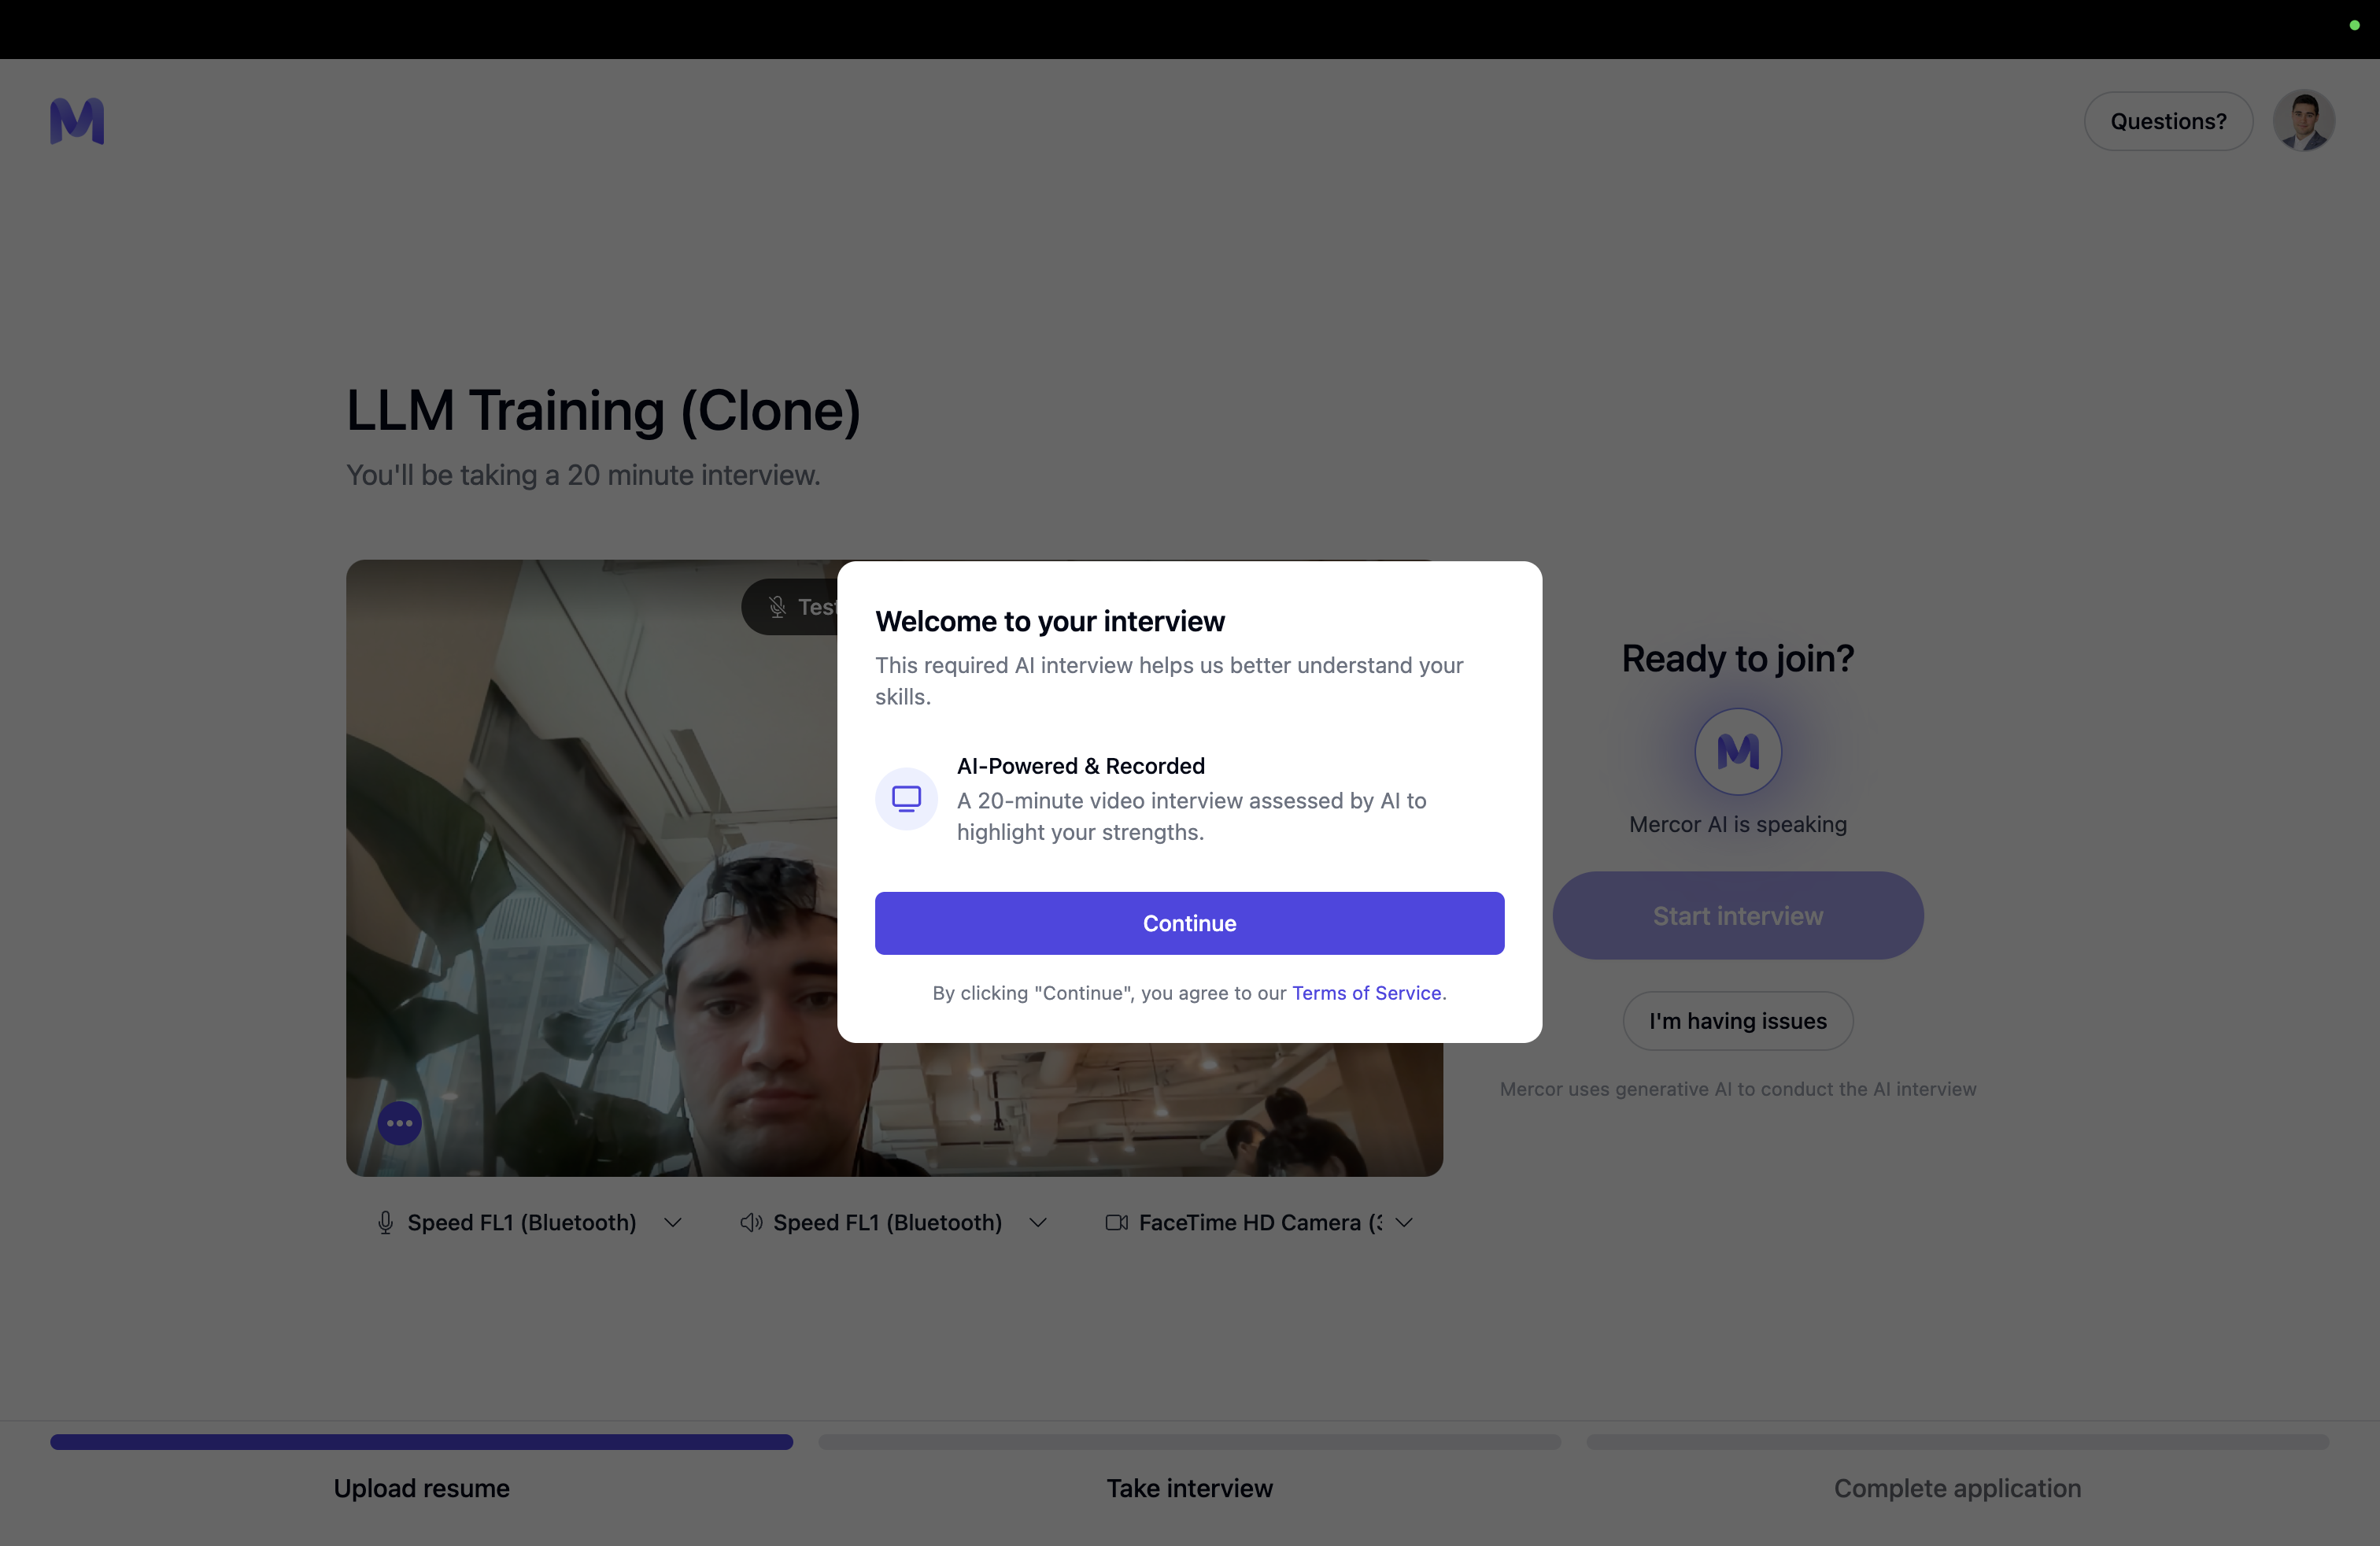 Questions?
LLM Training (Clone)
You'll be taking a 20 minute interview.
Welcome to your interview
This required AI interview helps us better understand your
skills.
AI-Powered & Recorded
A 20-minute video interview assessed by AI to
highlight your strengths.
Continue
By clicking "Continue", you agree to our Terms of Service.
Ready to join?
Mercor AI is speaking
Start interview
I'm having issues
Mercor uses generative AI to conduct the AI interview
Speed FL1 (Bluetooth)
Speed FL1 (Bluetooth)
FaceTime HD Camera (
Upload resume
Take interview
Complete application